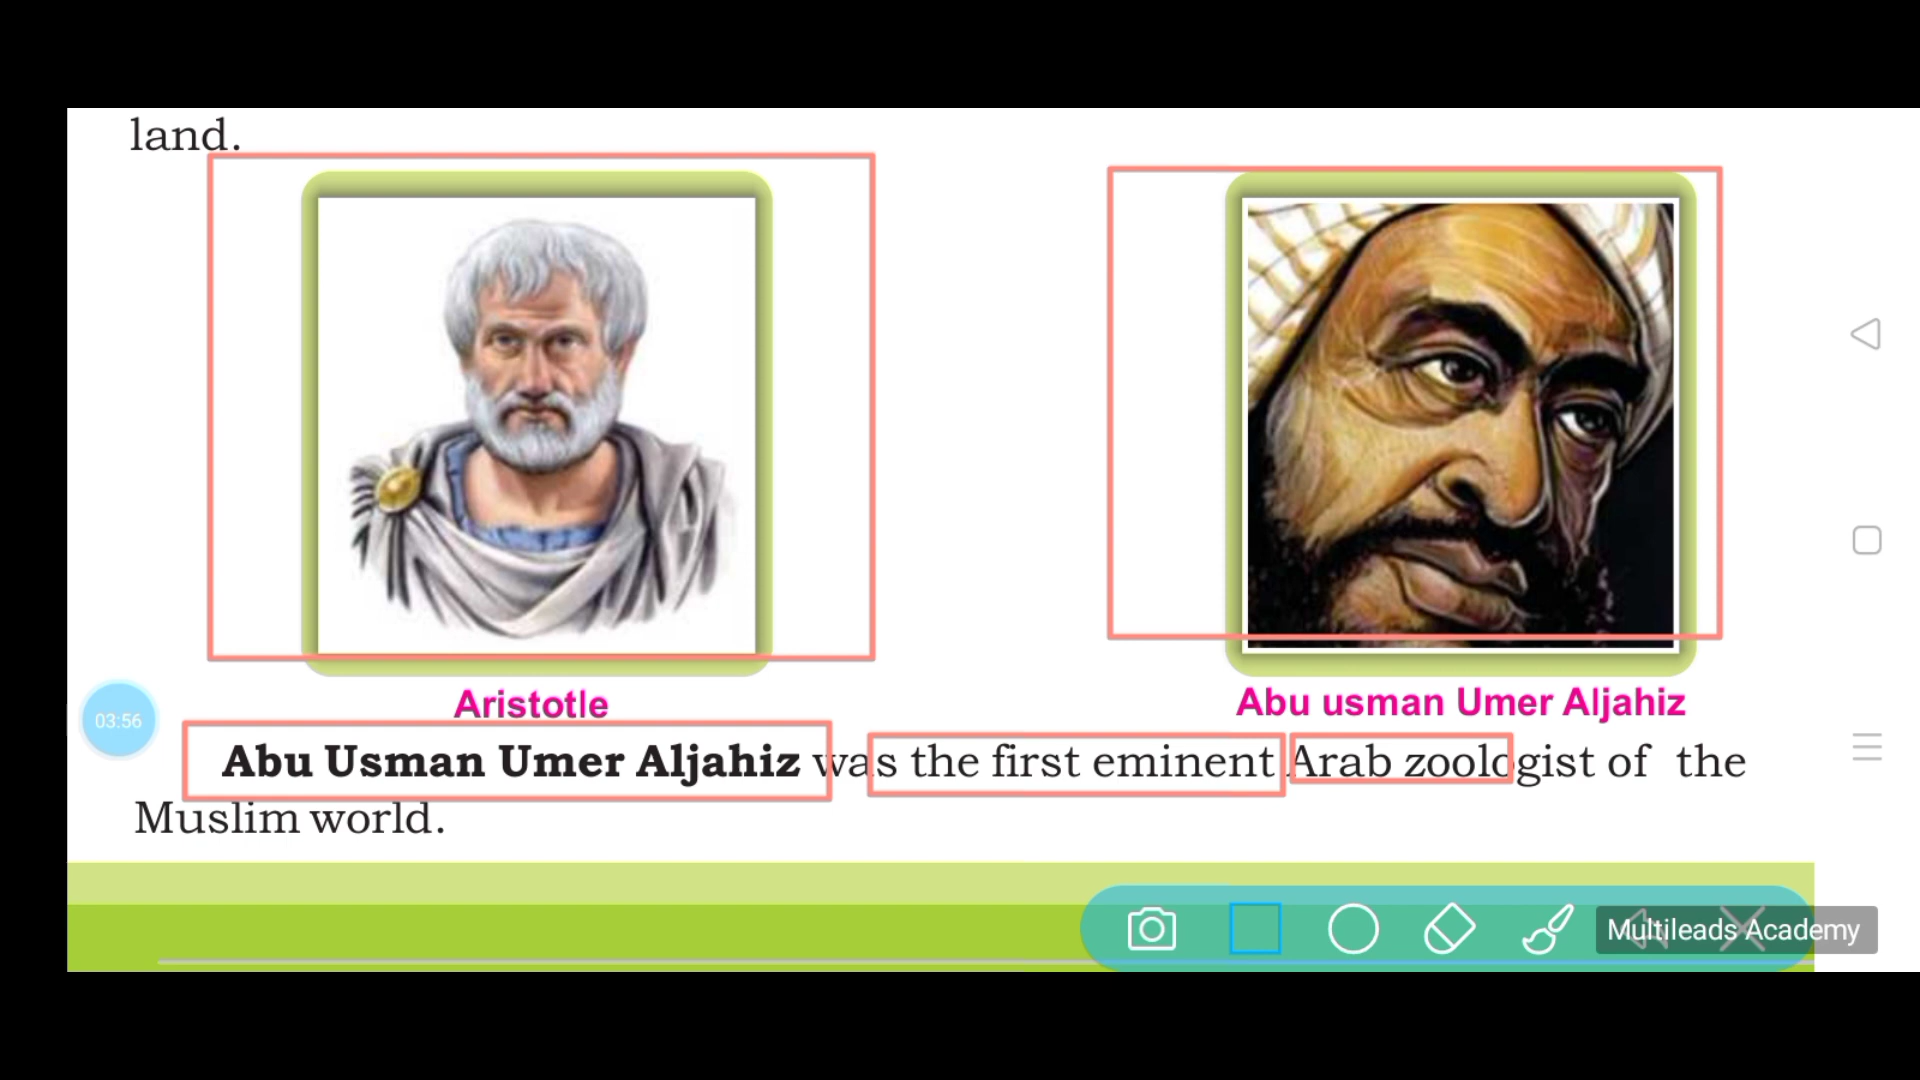 land.
Aristotle
Abu usman Umer Aljahiz
03:56
Abu Usman Umer Aljahiz was the first eminent Arab zoologist of the
Muslim world.
Multileads Academy